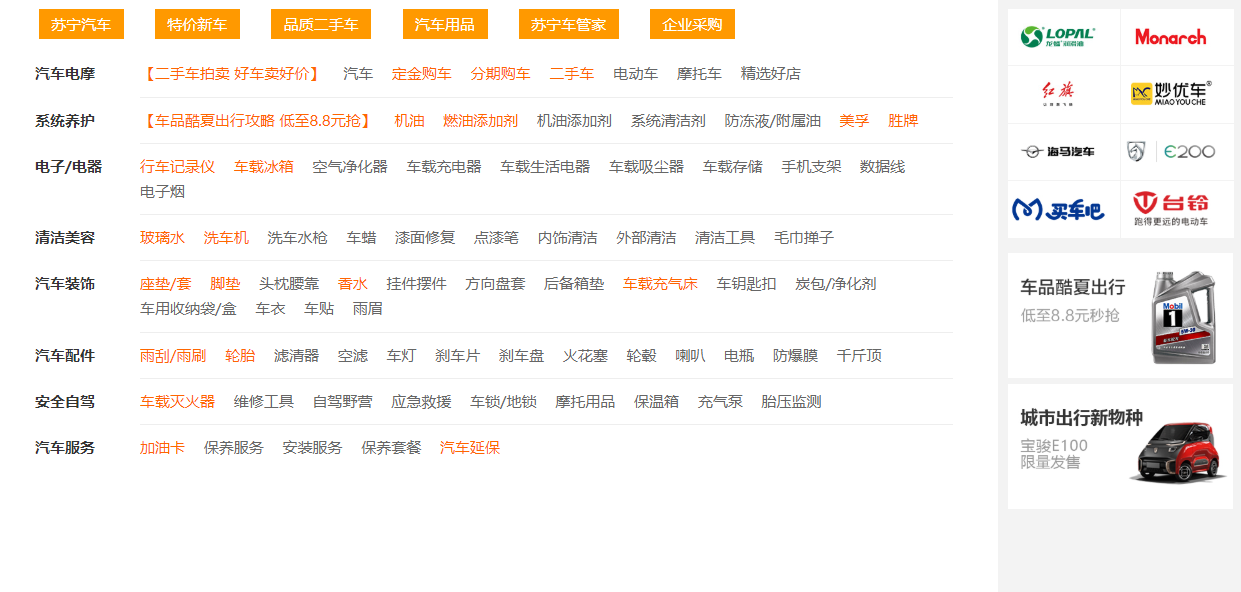 苏宁汽车 特价新车 品质二手车 汽车用品 苏宁车管家 企业采购
汽车电摩 【二手车拍卖 好车卖好价】 汽车 定金购车 分期购车 二手车 电动车 摩托车 精选好店
系统养护 【车品酷夏出行攻略 低至8.8元抢】 机油 燃油添加剂 机油添加剂 系统清洁剂 防冻液/附属油 美孚 胜牌
电子/电器 行车记录仪 车载冰箱 空气净化器 车载充电器 车载生活电器 车载吸尘器 车载存储 手机支架 数据线
电子烟
清洁美容 玻璃水 洗车机 洗车水枪 车蜡 漆面修复 点漆笔 内饰清洁 外部清洁 清洁工具 毛巾掸子
汽车装饰 座垫/套 脚垫 头枕腰靠 香水 挂件摆件 方向盘套 后备箱垫 车载充气床 车钥匙扣 炭包/净化剂
车用收纳袋/盒 车衣 车贴 雨眉
汽车配件 雨刮/雨刷 轮胎 滤清器 空滤 车灯 刹车片 刹车盘 火花塞 轮毂 喇叭 电瓶 防爆膜 千斤顶
安全自驾 车载灭火器 维修工具 自驾野营 应急救援 车锁/地锁 摩托用品 保温箱 充气泵 胎压监测
汽车服务 加油卡 保养服务 安装服务 保养套餐 汽车延保
LOPAL® Monarch
龙蟠®润滑油
红旗 妙优车®
MIAO YOU CHE
海马汽车 E200
买车吧 台铃
跑得更远的电动车
车品酷夏出行
低至8.8元秒抢
Mobil
1
5W-30
城市出行新物种
宝骏E100
限量发售